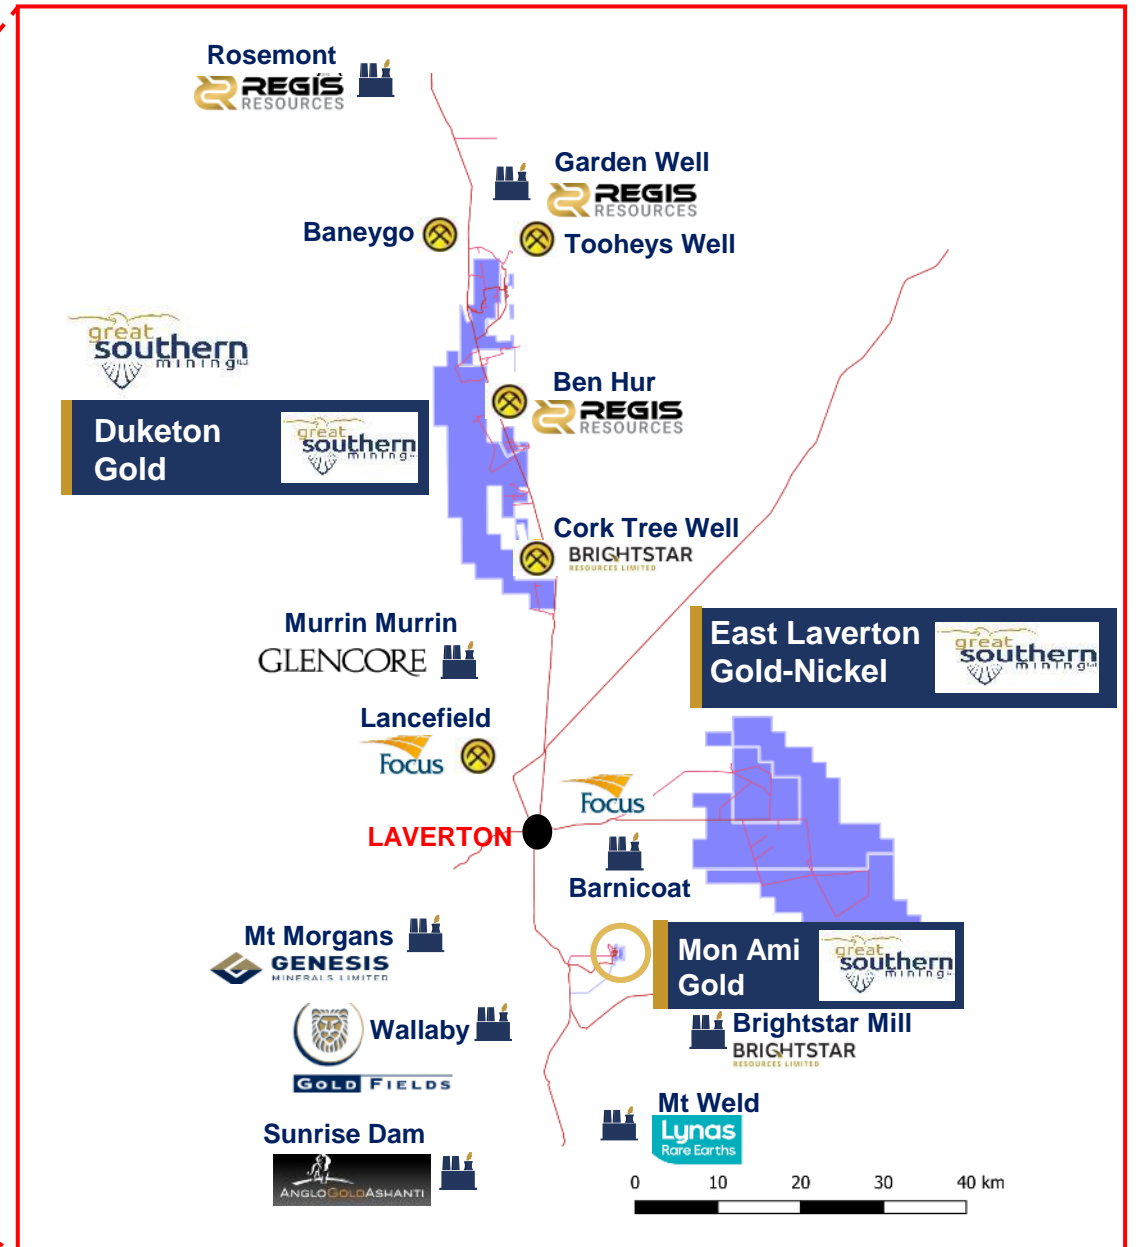 Rosemont
REGIS
RESOURCES
Garden Well
REGIS
RESOURCES
Baneygo
Tooheys Well
great
southern
mining
Ben Hur
REGIS
RESOURCES
Duketon
Gold
great
southern
mining
Cork Tree Well
BRIGHTSTAR
RESOURCES LIMITED
Murrin Murrin
GLENCORE
East Laverton
Gold-Nickel
great
southern
mining
Lancefield
Focus
Focus
LAVERTON
Barnicoat
Mt Morgans
GENESIS
MINERALS LIMITED
Mon Ami
Gold
great
southern
mining
Wallaby
GOLD FIELDS
Brightstar Mill
BRIGHTSTAR
RESOURCES LIMITED
Mt Weld
Lynas
Rare Earths
Sunrise Dam
ANGLOGOLDASHANTI
0 10 20 30 40 km